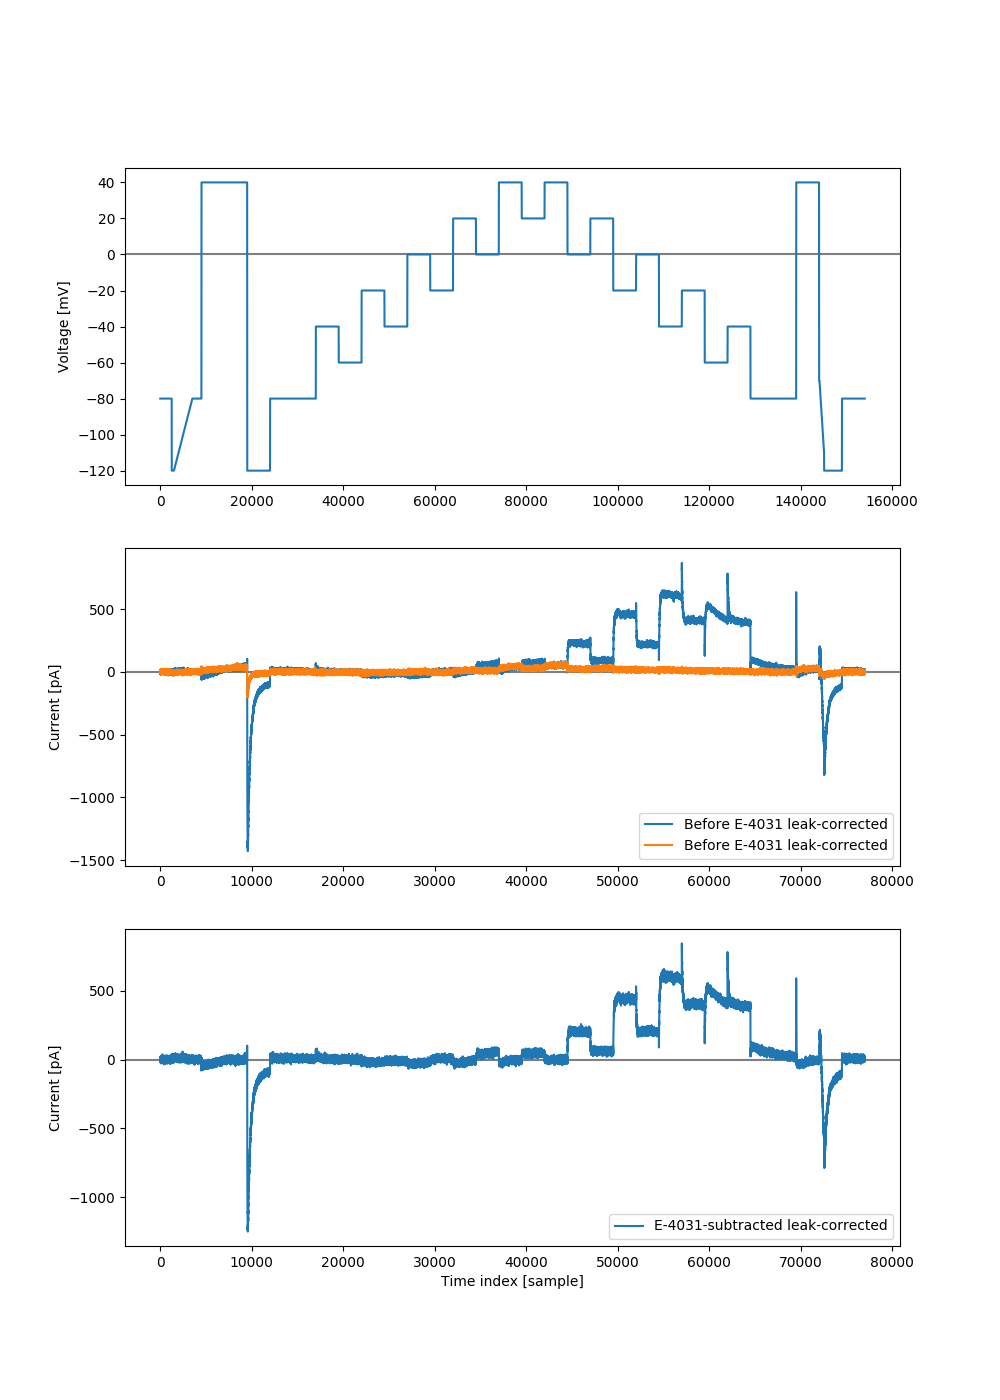 40
20
0
−20
−40
−60
−80
−100
−120
Voltage [mV]
0 20000 40000 60000 80000 100000 120000 140000 160000
500
0
−500
−1000
−1500
Current [pA]
Before E-4031 leak-corrected
Before E-4031 leak-corrected
0 10000 20000 30000 40000 50000 60000 70000 80000
500
0
−500
−1000
Current [pA]
E-4031-subtracted leak-corrected
0 10000 20000 30000 40000 50000 60000 70000 80000
Time index [sample]